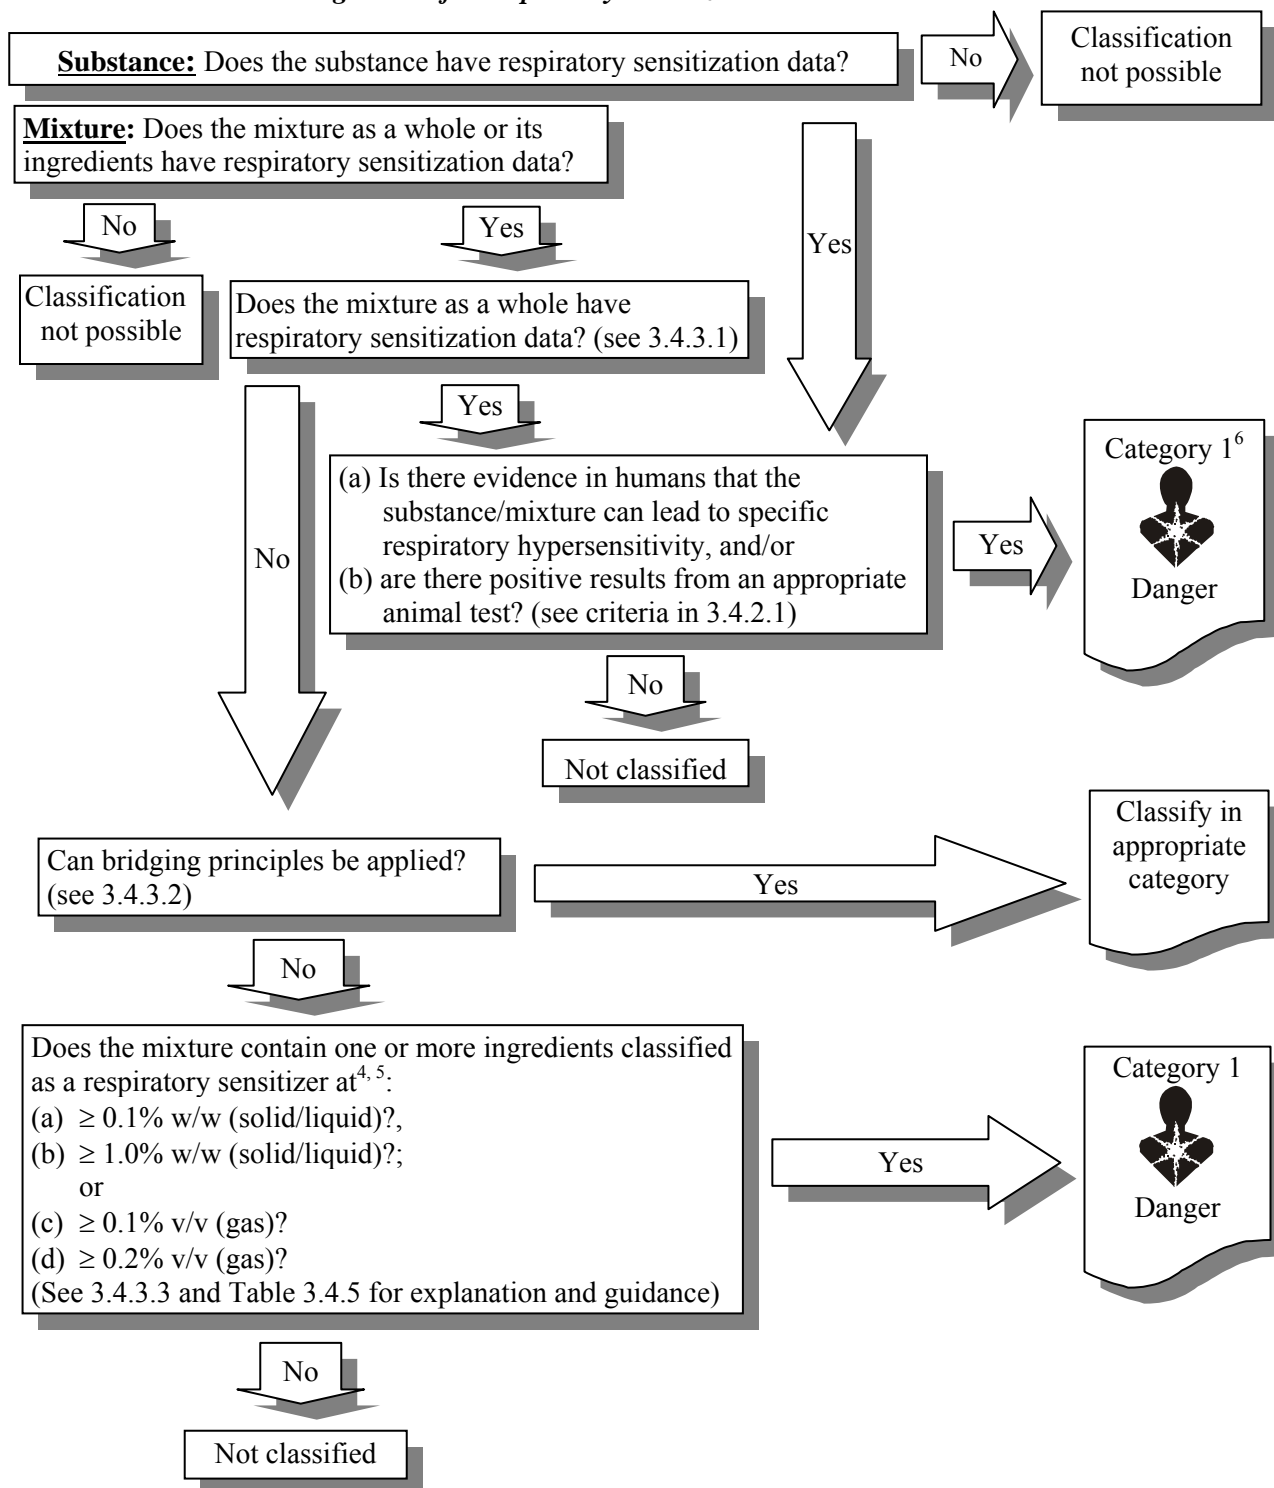 Substance: Does the substance have respiratory sensitization data?
No
Classification
not possible
Mixture: Does the mixture as a whole or its
ingredients have respiratory sensitization data?
No
Yes
Yes
Classification
not possible
Does the mixture as a whole have
respiratory sensitization data? (see 3.4.3.1)
Yes
No
(a) Is there evidence in humans that the
substance/mixture can lead to specific
respiratory hypersensitivity, and/or
(b) are there positive results from an appropriate
animal test? (see criteria in 3.4.2.1)
Yes
Category 1⁶
Danger
No
Not classified
Can bridging principles be applied?
(see 3.4.3.2)
Yes
Classify in
appropriate
category
No
Does the mixture contain one or more ingredients classified
as a respiratory sensitizer at⁴, ⁵:
(a) ≥ 0.1% w/w (solid/liquid)?,
(b) ≥ 1.0% w/w (solid/liquid)?;
or
(c) ≥ 0.1% v/v (gas)?
(d) ≥ 0.2% v/v (gas)?
(See 3.4.3.3 and Table 3.4.5 for explanation and guidance)
Yes
Category 1
Danger
No
Not classified